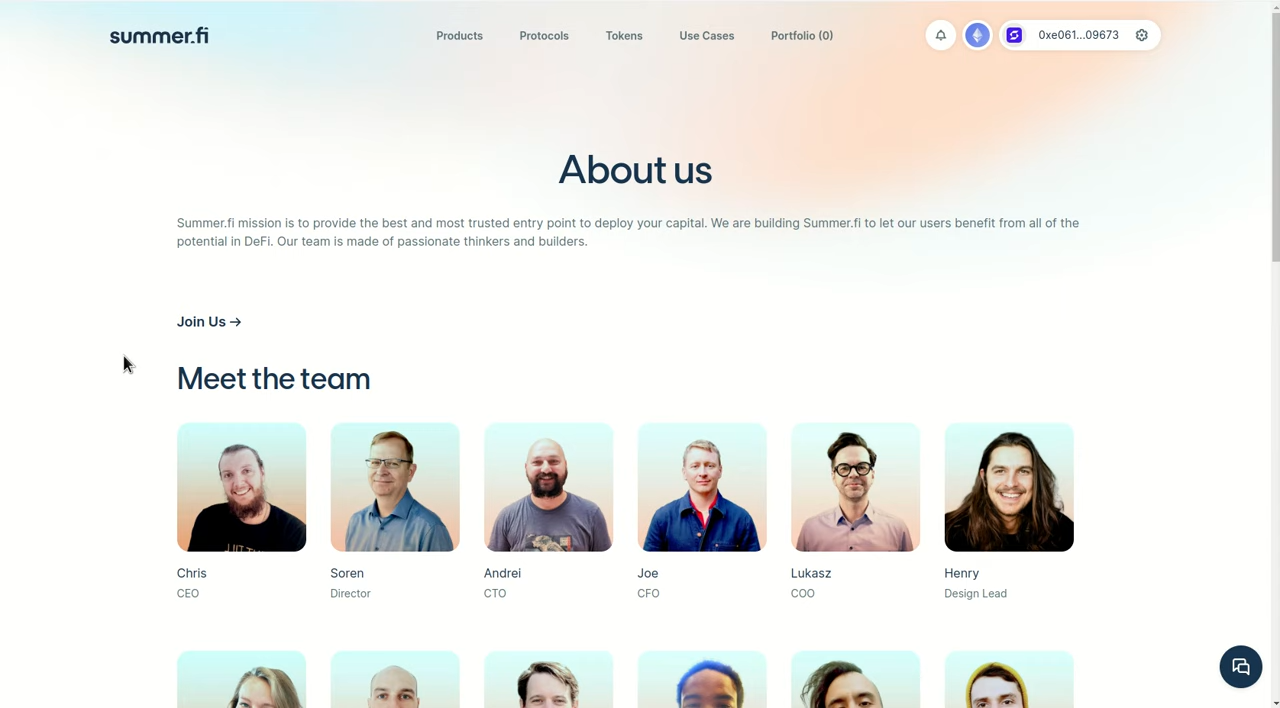 summer.fi
Products Protocols Tokens Use Cases Portfolio (0)
0xe061...09673
About us
Summer.fi mission is to provide the best and most trusted entry point to deploy your capital. We are building Summer.fi to let our users benefit from all of the
potential in DeFi. Our team is made of passionate thinkers and builders.
Join Us →
Meet the team
Chris Soren Andrei Joe Lukasz Henry
CEO Director CTO CFO COO Design Lead